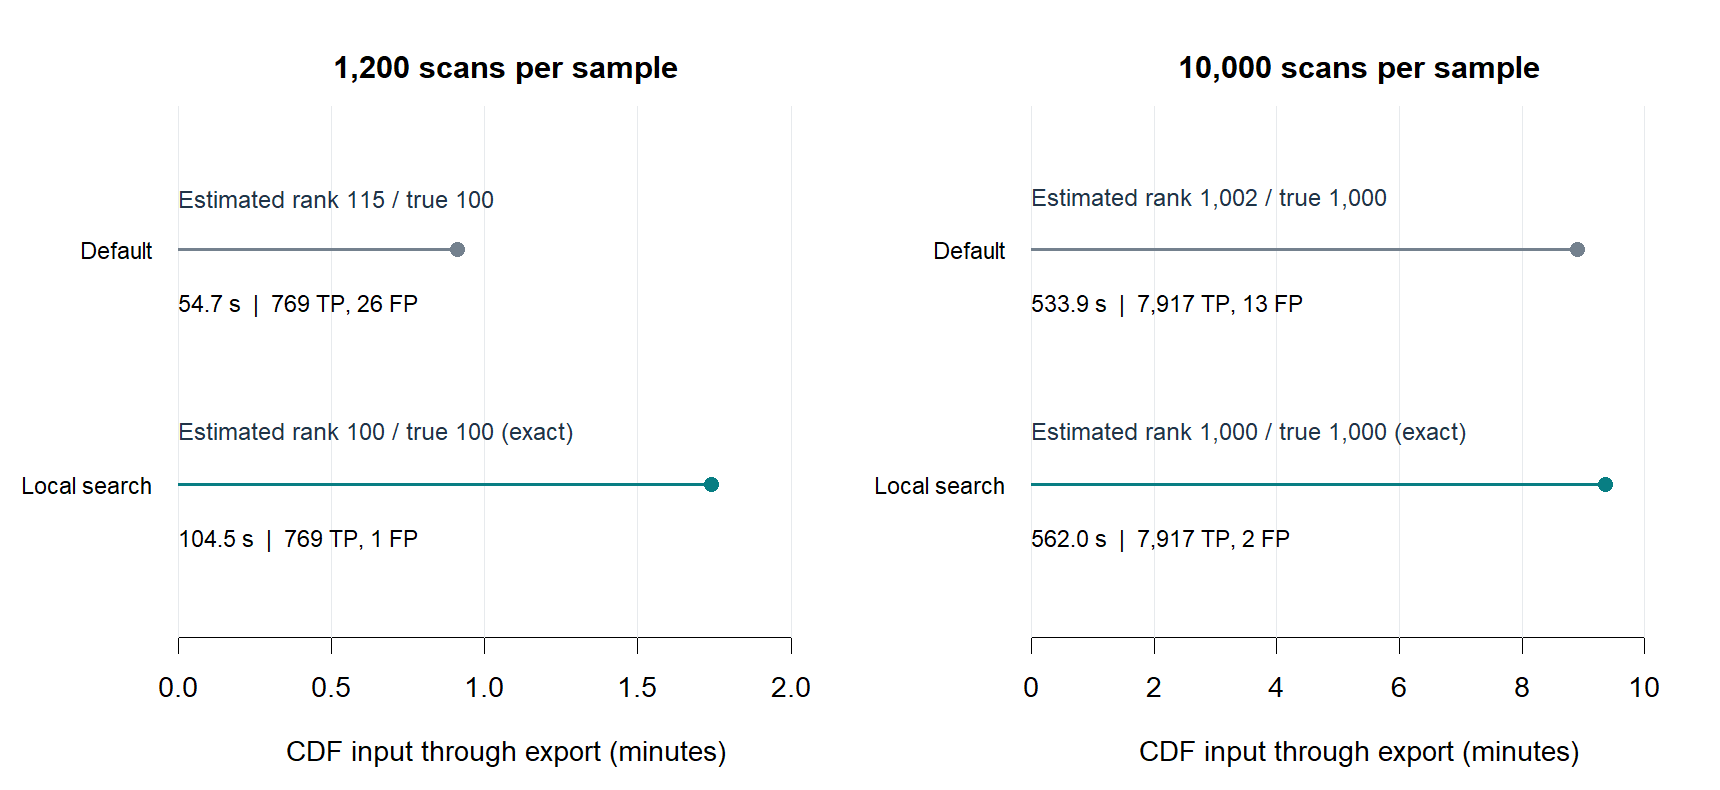 1,200 scans per sample
Estimated rank 115 / true 100
Default
54.7 s | 769 TP, 26 FP
Estimated rank 100 / true 100 (exact)
Local search
104.5 s | 769 TP, 1 FP
0.0 0.5 1.0 1.5 2.0
CDF input through export (minutes)
10,000 scans per sample
Estimated rank 1,002 / true 1,000
Default
533.9 s | 7,917 TP, 13 FP
Estimated rank 1,000 / true 1,000 (exact)
Local search
562.0 s | 7,917 TP, 2 FP
0 2 4 6 8 10
CDF input through export (minutes)